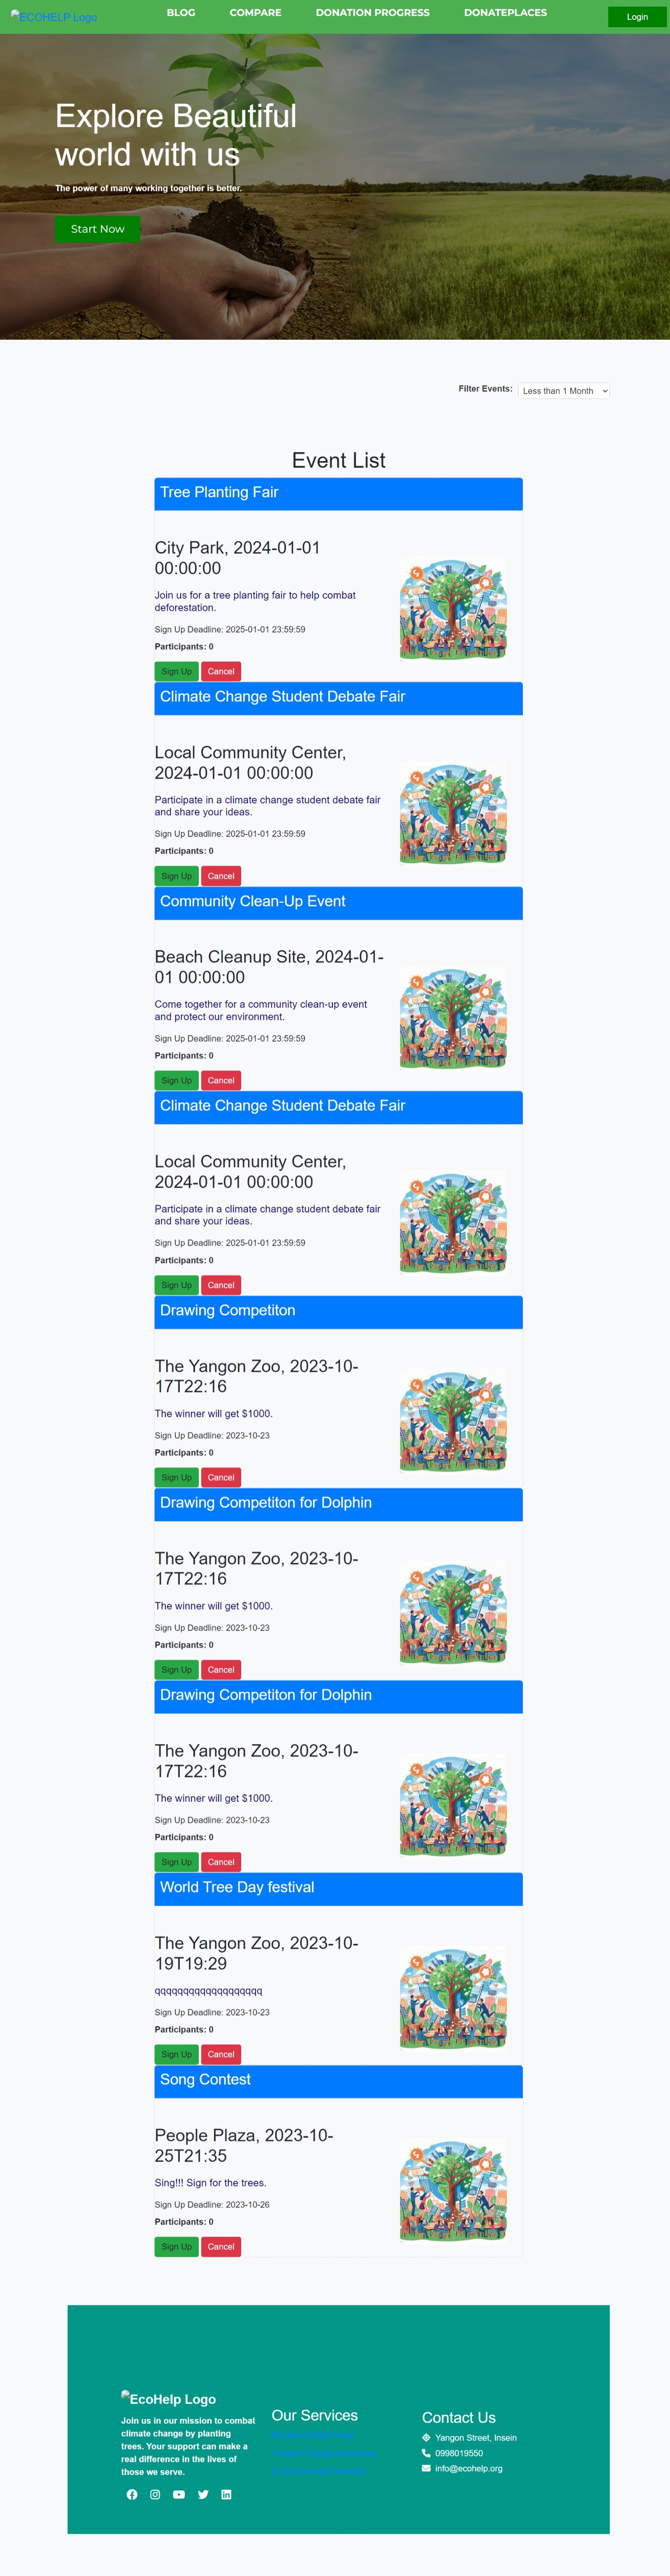 ECOHELP Logo
BLOG COMPARE DONATION PROGRESS DONATEPLACES
Login
Explore Beautiful
world with us
The power of many working together is better.
Start Now
Filter Events: Less than 1 Month
Event List
Tree Planting Fair
City Park, 2024-01-01
00:00:00
Join us for a tree planting fair to help combat
deforestation.
Sign Up Deadline: 2025-01-01 23:59:59
Participants: 0
Sign Up Cancel
Climate Change Student Debate Fair
Local Community Center,
2024-01-01 00:00:00
Participate in a climate change student debate fair
and share your ideas.
Sign Up Deadline: 2025-01-01 23:59:59
Participants: 0
Sign Up Cancel
Community Clean-Up Event
Beach Cleanup Site, 2024-01-
01 00:00:00
Come together for a community clean-up event
and protect our environment.
Sign Up Deadline: 2025-01-01 23:59:59
Participants: 0
Sign Up Cancel
Climate Change Student Debate Fair
Local Community Center,
2024-01-01 00:00:00
Participate in a climate change student debate fair
and share your ideas.
Sign Up Deadline: 2025-01-01 23:59:59
Participants: 0
Sign Up Cancel
Drawing Competiton
The Yangon Zoo, 2023-10-
17T22:16
The winner will get $1000.
Sign Up Deadline: 2023-10-23
Participants: 0
Sign Up Cancel
Drawing Competiton for Dolphin
The Yangon Zoo, 2023-10-
17T22:16
The winner will get $1000.
Sign Up Deadline: 2023-10-23
Participants: 0
Sign Up Cancel
Drawing Competiton for Dolphin
The Yangon Zoo, 2023-10-
17T22:16
The winner will get $1000.
Sign Up Deadline: 2023-10-23
Participants: 0
Sign Up Cancel
World Tree Day festival
The Yangon Zoo, 2023-10-
19T19:29
qqqqqqqqqqqqqqqqqqq
Sign Up Deadline: 2023-10-23
Participants: 0
Sign Up Cancel
Song Contest
People Plaza, 2023-10-
25T21:35
Sing!!! Sign for the trees.
Sign Up Deadline: 2023-10-26
Participants: 0
Sign Up Cancel
EcoHelp Logo
Join us in our mission to combat
climate change by planting
trees. Your support can make a
real difference in the lives of
those we serve.
Our Services
Contact Us
Yangon Street, Insein
0998019550
info@ecohelp.org